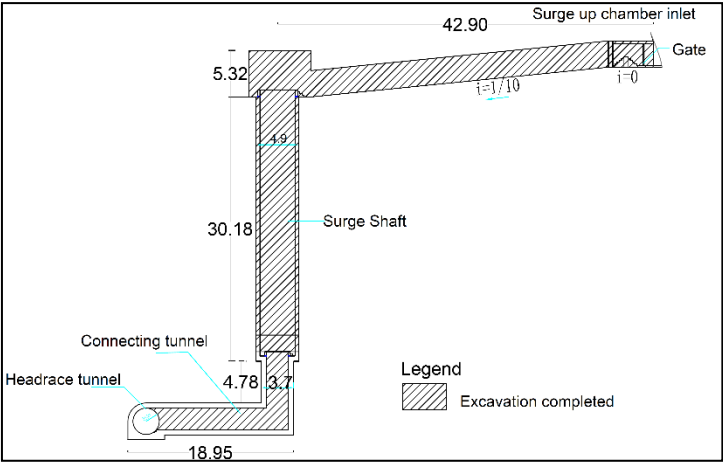 42.90
Surge up chamber inlet
Gate
5.32
i=0
i=1/10
4.9
30.18
Surge Shaft
Connecting tunnel
Headrace tunnel
4.78
3.7
Legend
Excavation completed
18.95